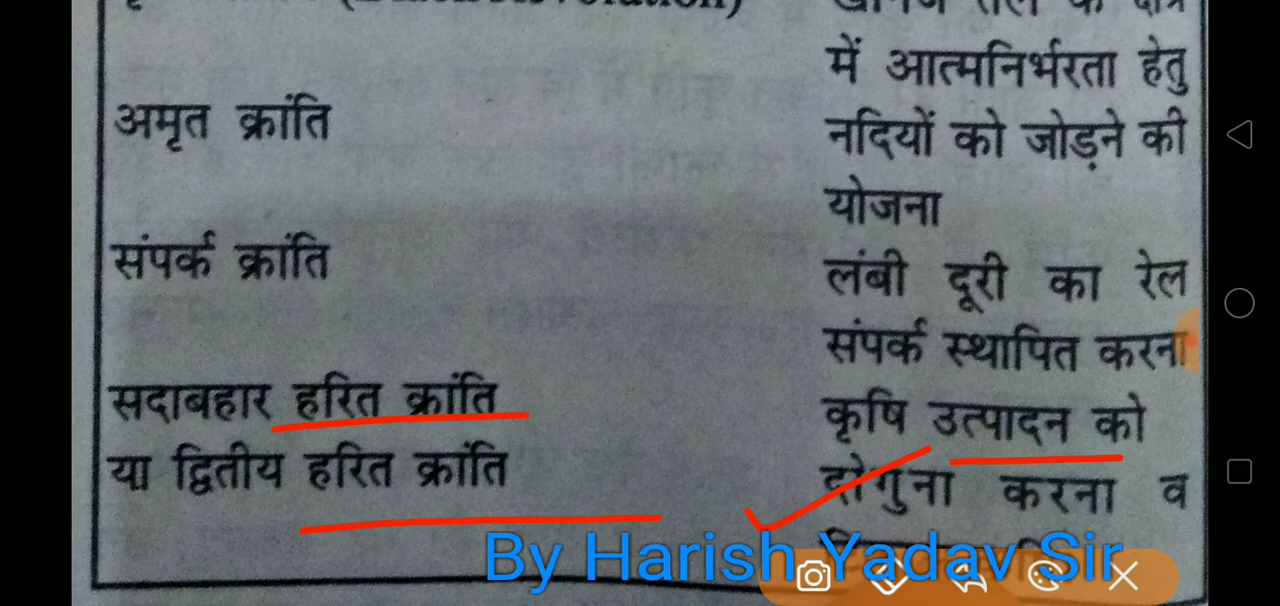 में आत्मनिर्भरता हेतु
अमृत क्रांति
नदियों को जोड़ने की
योजना
संपर्क क्रांति
लंबी दूरी का रेल
संपर्क स्थापित करना
सदाबहार हरित क्रांति
कृषि उत्पादन को
या द्वितीय हरित क्रांति
दोगुना करना व
By Harish Yadav Sir